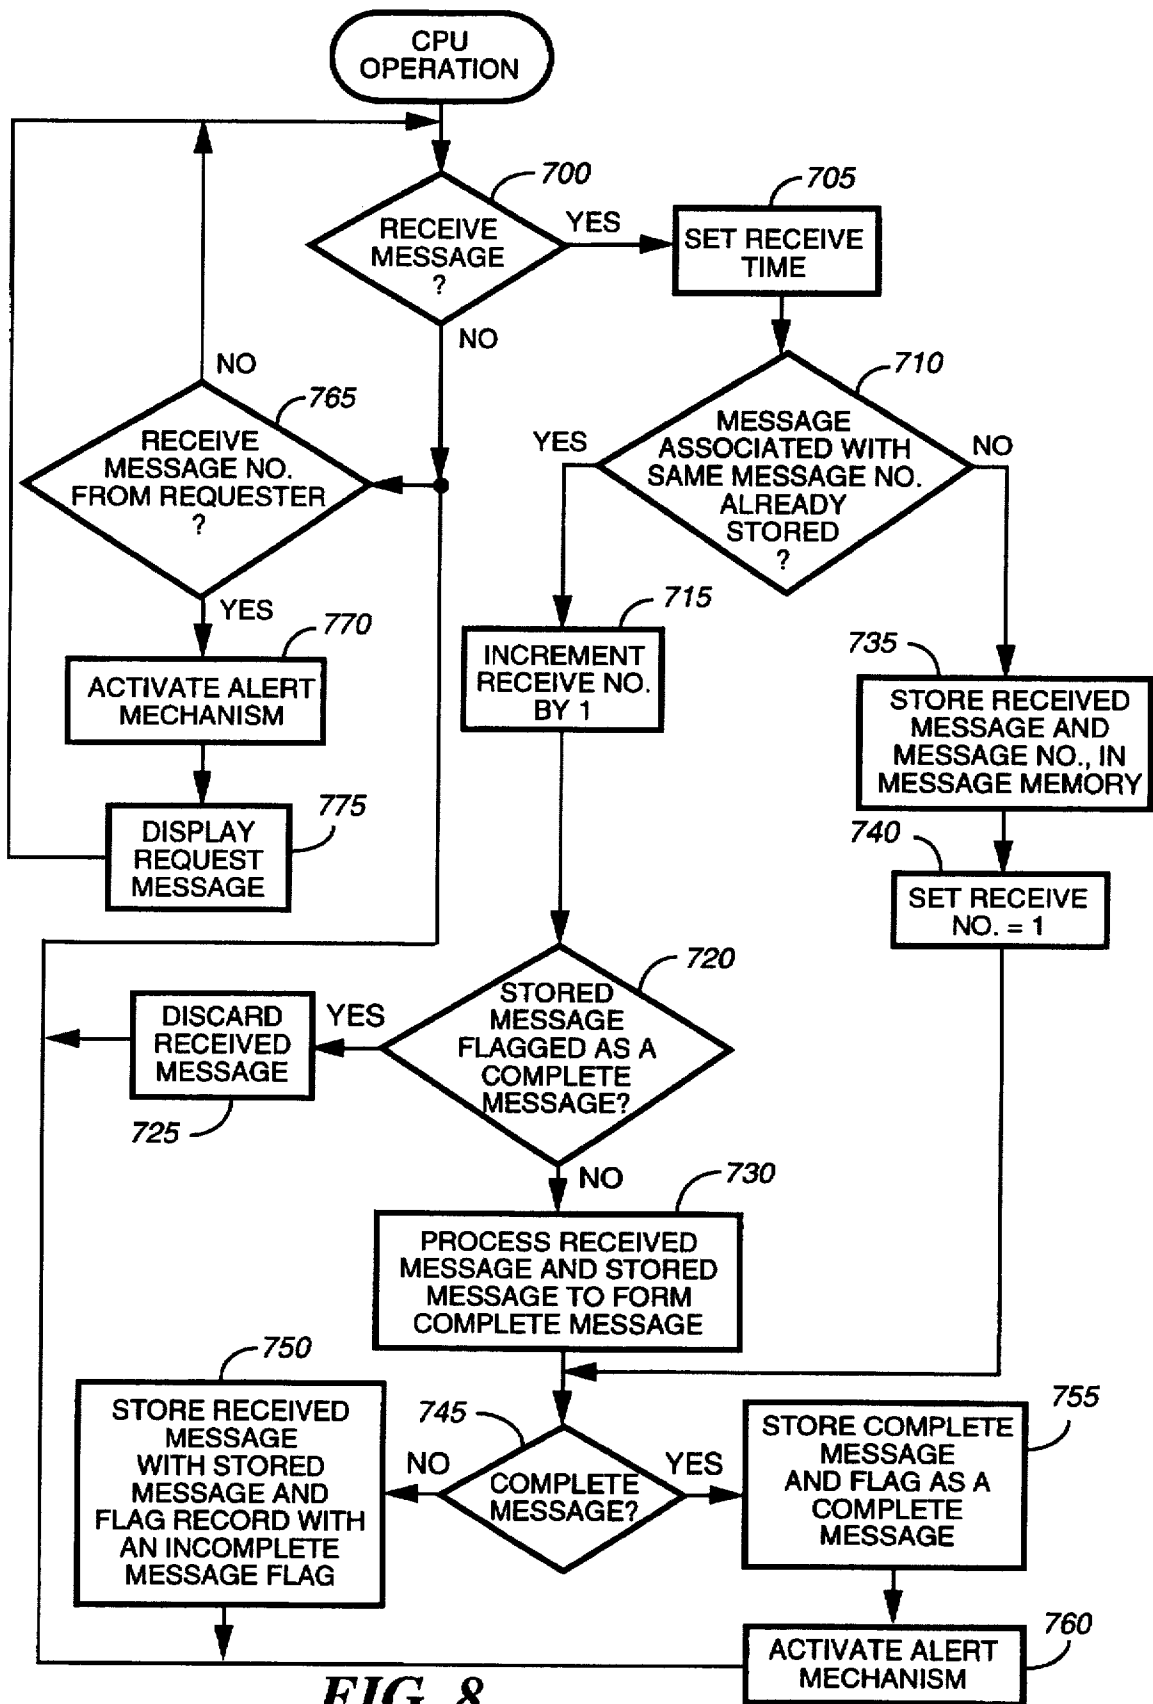 CPU
OPERATION
700
RECEIVE
MESSAGE
?
YES
NO
705
SET RECEIVE
TIME
710
MESSAGE
ASSOCIATED WITH
SAME MESSAGE NO.
ALREADY
STORED
?
YES
NO
NO
765
RECEIVE
MESSAGE NO.
FROM REQUESTER
?
YES
770
ACTIVATE ALERT
MECHANISM
775
DISPLAY
REQUEST
MESSAGE
715
INCREMENT
RECEIVE NO.
BY 1
735
STORE RECEIVED
MESSAGE AND
MESSAGE NO., IN
MESSAGE MEMORY
740
SET RECEIVE
NO. = 1
720
STORED
MESSAGE
FLAGGED AS A
COMPLETE
MESSAGE?
YES
DISCARD
RECEIVED
MESSAGE
725
NO
730
PROCESS RECEIVED
MESSAGE AND STORED
MESSAGE TO FORM
COMPLETE MESSAGE
745
COMPLETE
MESSAGE?
NO
YES
750
STORE RECEIVED
MESSAGE
WITH STORED
MESSAGE AND
FLAG RECORD WITH
AN INCOMPLETE
MESSAGE FLAG
755
STORE COMPLETE
MESSAGE
AND FLAG AS A
COMPLETE
MESSAGE
760
ACTIVATE ALERT
MECHANISM
FIG. 8